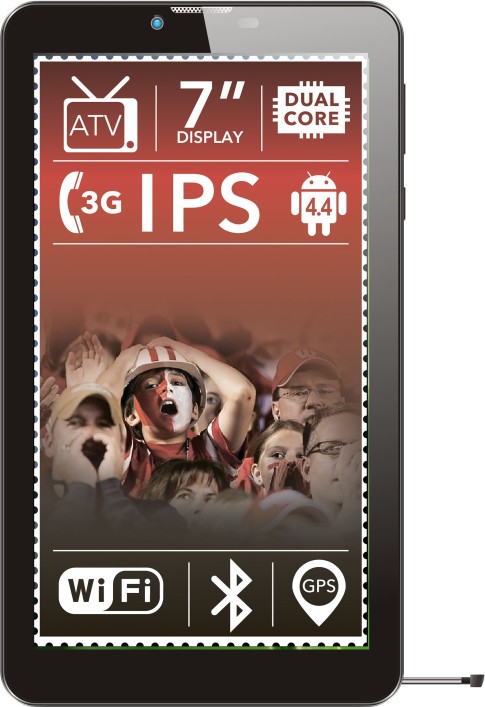 ATV
7"
DISPLAY
DUAL
CORE
3G
IPS
4.4
WiFi
GPS